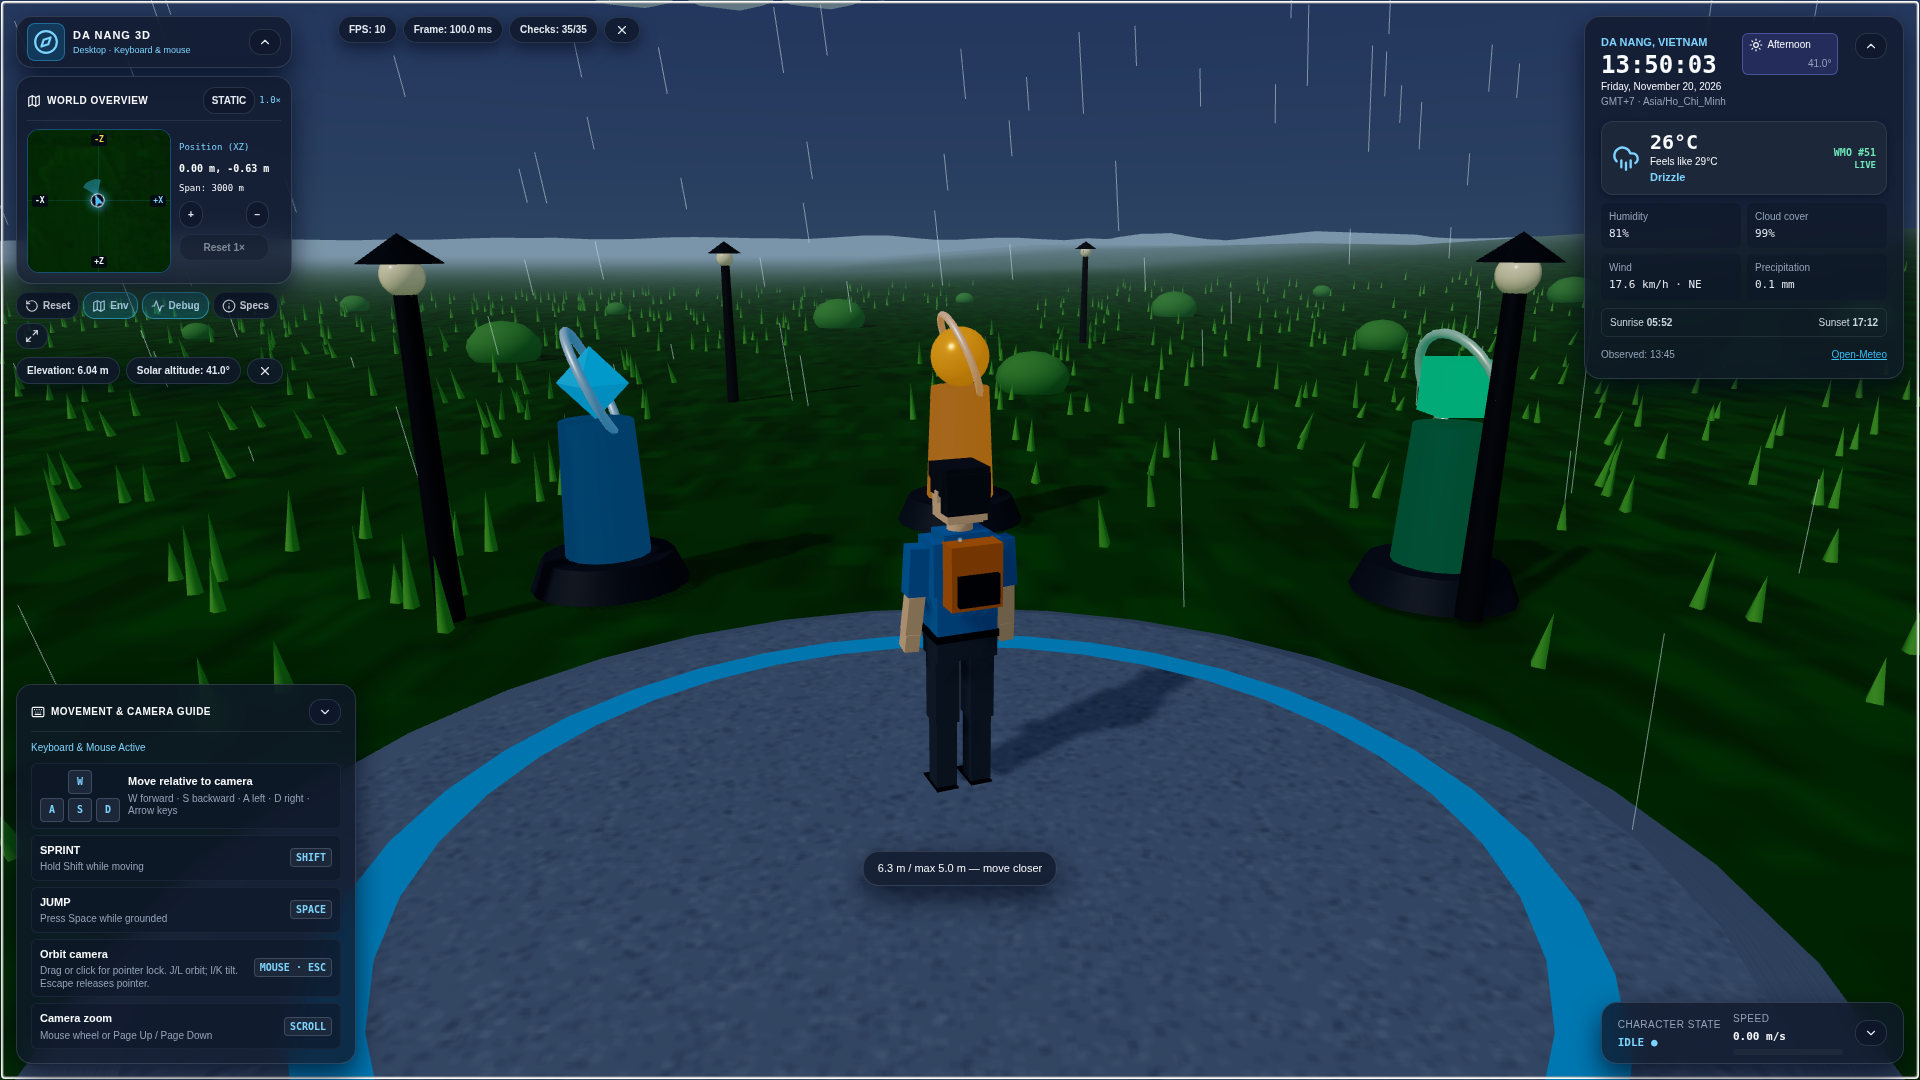 DA NANG 3D
Desktop · Keyboard & mouse
FPS: 10
Frame: 100.0 ms
Checks: 35/35
WORLD OVERVIEW
STATIC
1.0×
-Z
-X
+X
+Z
Position (XZ)
0.00 m, -0.63 m
Span: 3000 m
+
−
Reset 1×
Reset
Env
Debug
Specs
Elevation: 6.04 m
Solar altitude: 41.0°
DA NANG, VIETNAM
13:50:03
Friday, November 20, 2026
GMT+7 · Asia/Ho_Chi_Minh
Afternoon
41.0°
26°C
Feels like 29°C
Drizzle
WMO #51
LIVE
Humidity
81%
Cloud cover
99%
Wind
17.6 km/h · NE
Precipitation
0.1 mm
Sunrise 05:52
Sunset 17:12
Observed: 13:45
Open-Meteo
MOVEMENT & CAMERA GUIDE
Keyboard & Mouse Active
W
A
S
D
Move relative to camera
W forward · S backward · A left · D right ·
Arrow keys
SPRINT
Hold Shift while moving
SHIFT
JUMP
Press Space while grounded
SPACE
Orbit camera
Drag or click for pointer lock. J/L orbit; I/K tilt.
Escape releases pointer.
MOUSE · ESC
Camera zoom
Mouse wheel or Page Up / Page Down
SCROLL
6.3 m / max 5.0 m — move closer
CHARACTER STATE
IDLE
SPEED
0.00 m/s